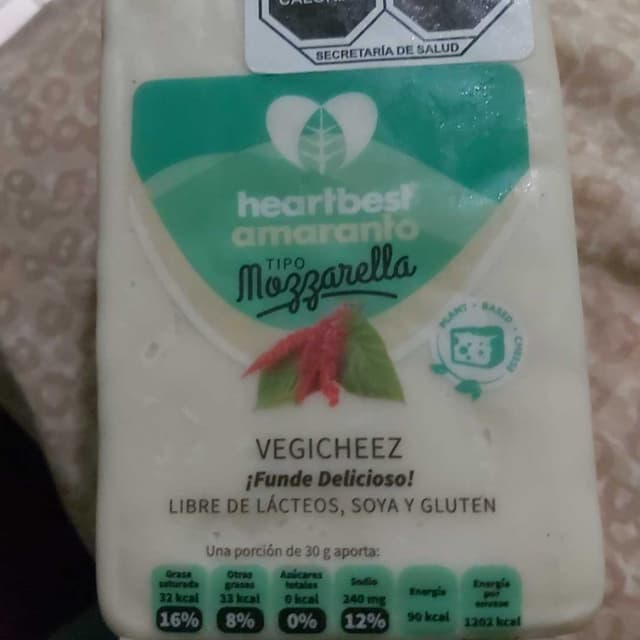 SECRETARÍA DE SALUD
heartbest
amaranto
TIPO
Mozzarella
PLANT · BASED · CHEESE
VEGICHEEZ
¡Funde Delicioso!
LIBRE DE LÁCTEOS, SOYA Y GLUTEN
Una porción de 30 g aporta:
Grasa saturada 32 kcal 16%
Otras grasas 33 kcal 8%
Azúcares totales 0 kcal 0%
Sodio 240 mg 12%
Energía 90 kcal
Energía por envase 1202 kcal